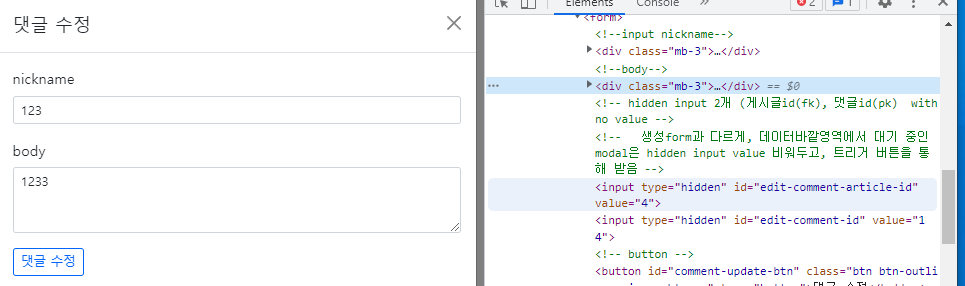 댓글 수정
nickname
123
body
1233
댓글 수정
Elements
Console
2
1
<form>
<!--input nickname-->
<div class="mb-3">…</div>
<!--body-->
<div class="mb-3">…</div> == $0
<!-- hidden input 2개 (게시글id(fk), 댓글id(pk)  with
no value -->
<!--   생성form과 다르게, 데이터바깥영역에서 대기 중인
modal은 hidden input value 비워두고, 트리거 버튼을 통
해 받음 -->
<input type="hidden" id="edit-comment-article-id"
value="4">
<input type="hidden" id="edit-comment-id" value="1
4">
<!-- button -->
<button id="comment-update-btn" class="btn btn-outli